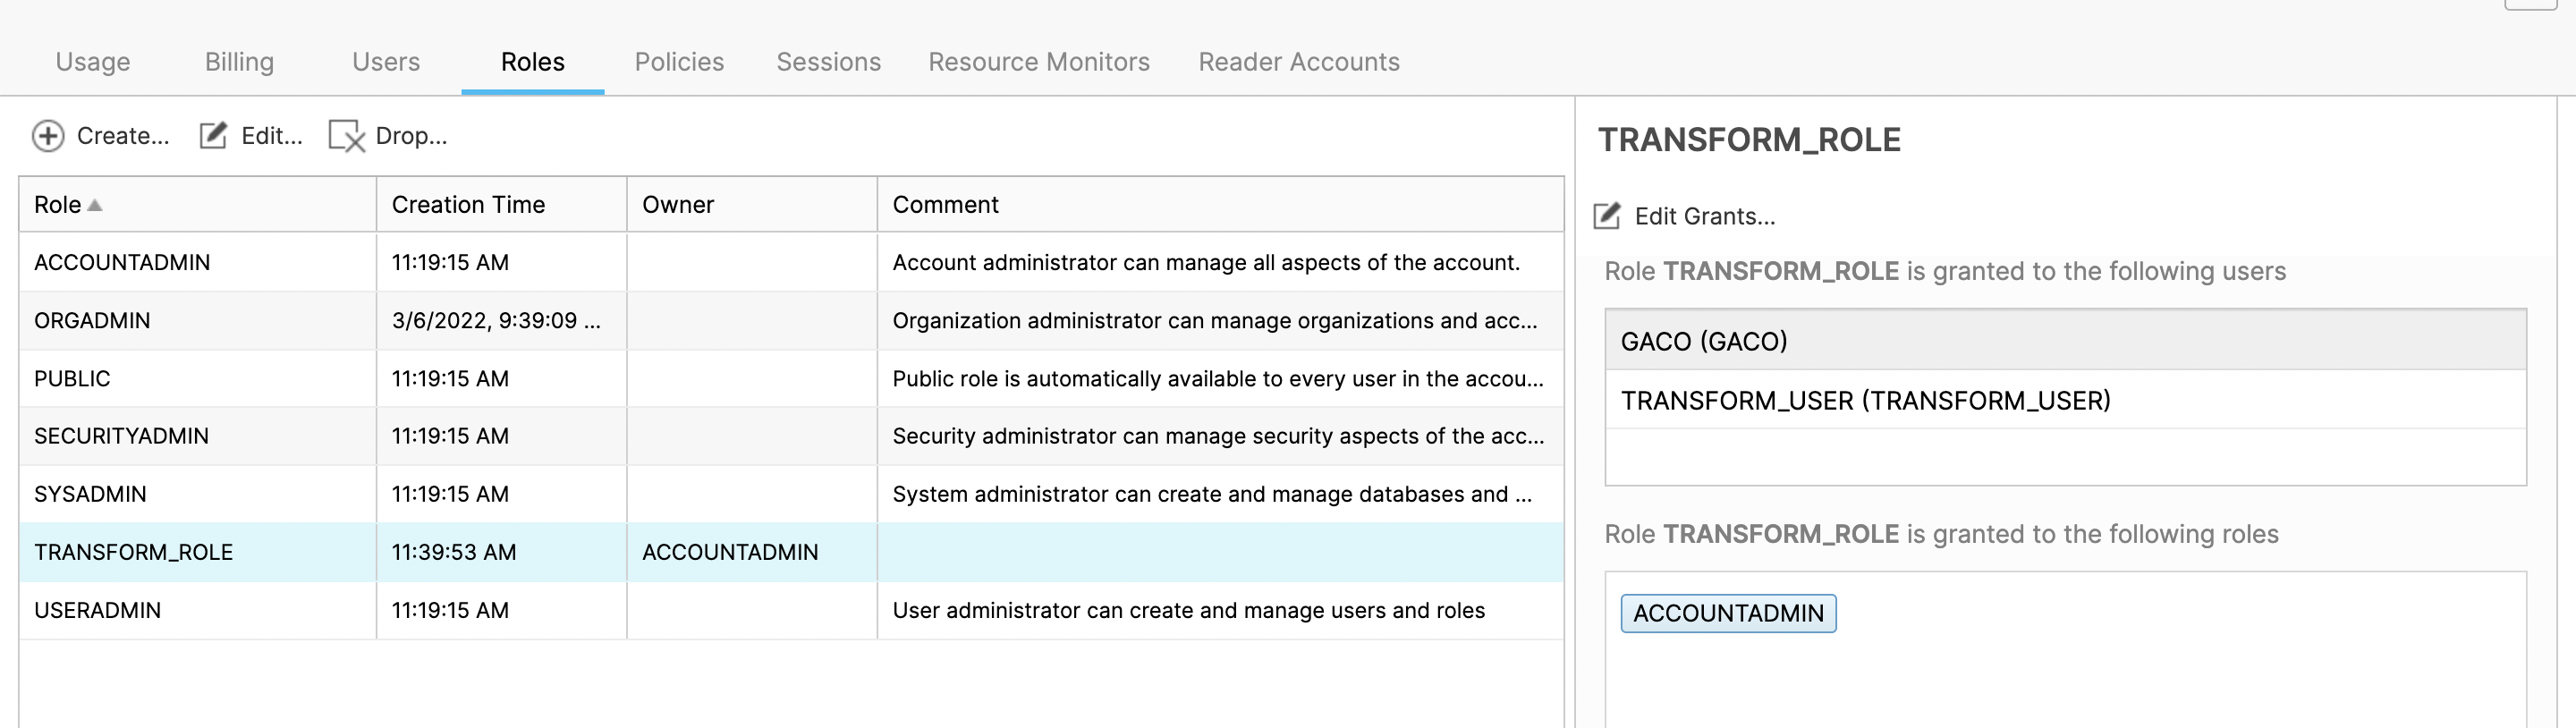 Usage Billing Users Roles Policies Sessions Resource Monitors Reader Accounts
Create... Edit... Drop...
Role Creation Time Owner Comment
ACCOUNTADMIN 11:19:15 AM Account administrator can manage all aspects of the account.
ORGADMIN 3/6/2022, 9:39:09 ... Organization administrator can manage organizations and acc...
PUBLIC 11:19:15 AM Public role is automatically available to every user in the accou...
SECURITYADMIN 11:19:15 AM Security administrator can manage security aspects of the acc...
SYSADMIN 11:19:15 AM System administrator can create and manage databases and ...
TRANSFORM_ROLE 11:39:53 AM ACCOUNTADMIN
USERADMIN 11:19:15 AM User administrator can create and manage users and roles
TRANSFORM_ROLE
Edit Grants...
Role TRANSFORM_ROLE is granted to the following users
GACO (GACO)
TRANSFORM_USER (TRANSFORM_USER)
Role TRANSFORM_ROLE is granted to the following roles
ACCOUNTADMIN